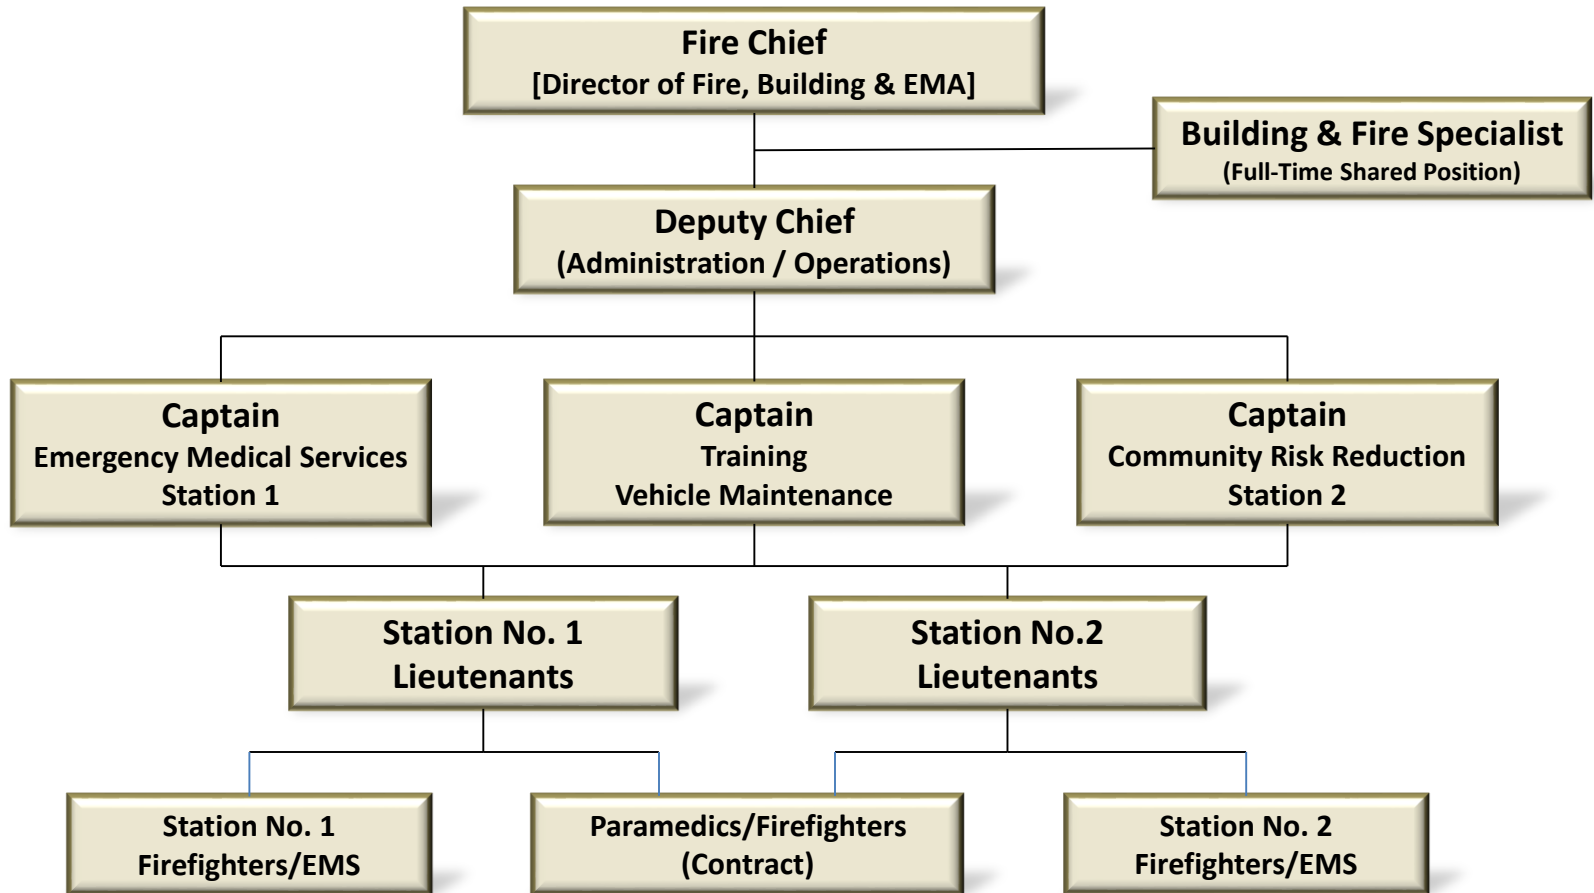 Fire Chief
[Director of Fire, Building & EMA]
Building & Fire Specialist
(Full-Time Shared Position)
Deputy Chief
(Administration / Operations)
Captain
Emergency Medical Services
Station 1
Captain
Training
Vehicle Maintenance
Captain
Community Risk Reduction
Station 2
Station No. 1
Lieutenants
Station No.2
Lieutenants
Station No. 1
Firefighters/EMS
Paramedics/Firefighters
(Contract)
Station No. 2
Firefighters/EMS